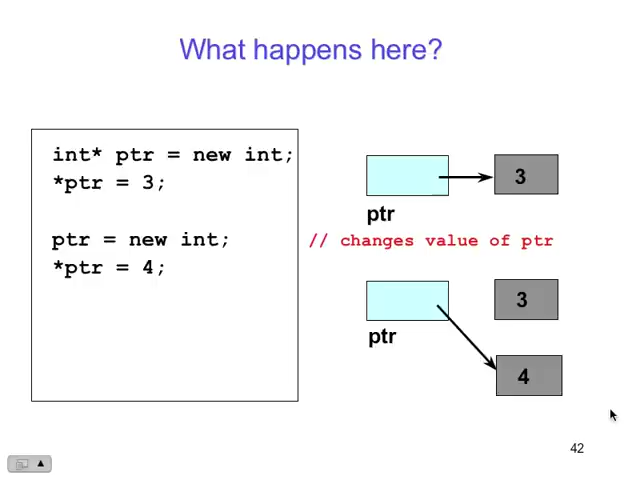 What happens here?
int* ptr = new int;
*ptr = 3;
ptr = new int;
*ptr = 4;
3
ptr
// changes value of ptr
3
ptr
4
42